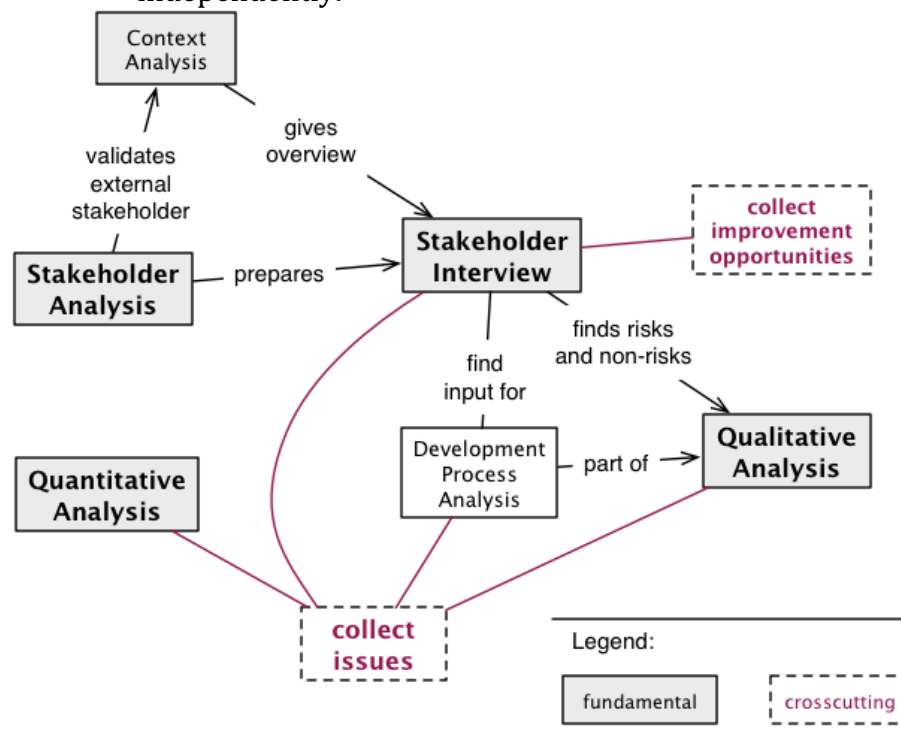 independently.
Context
Analysis
gives
overview
validates
external
stakeholder
collect
improvement
opportunities
Stakeholder
Interview
Stakeholder
Analysis
prepares
finds risks
and non-risks
find
input for
Development
Process
Analysis
part of
Qualitative
Analysis
Quantitative
Analysis
collect
issues
Legend:
fundamental
crosscutting